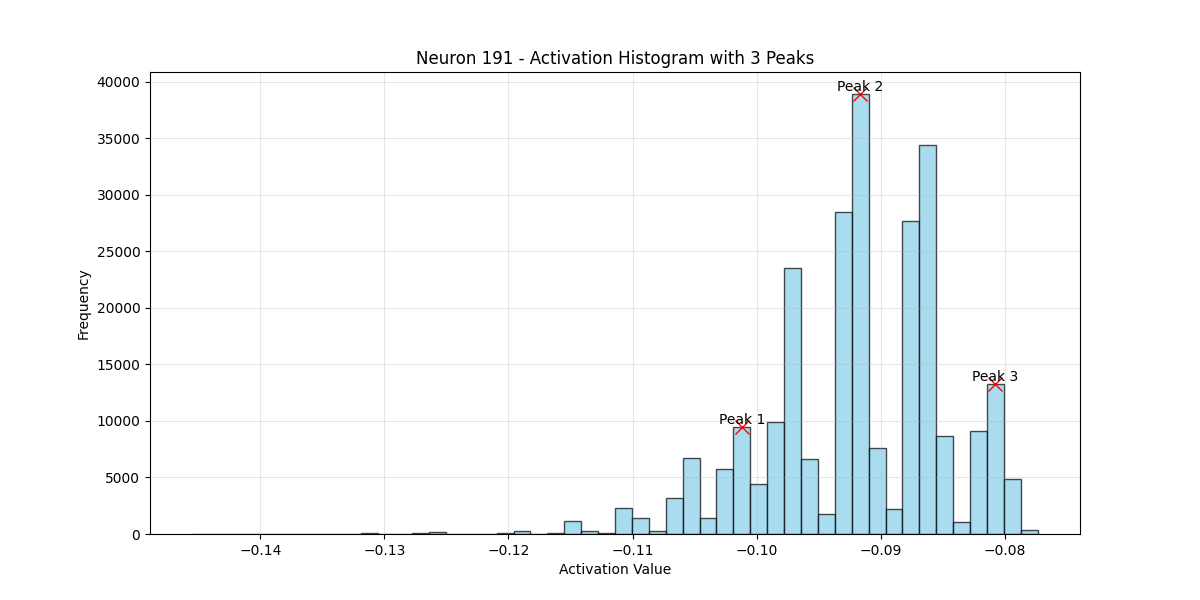 Neuron 191 - Activation Histogram with 3 Peaks
40000
35000
30000
25000
20000
15000
10000
5000
0
Frequency
Peak 2
Peak 3
Peak 1
−0.14
−0.13
−0.12
−0.11
−0.10
−0.09
−0.08
Activation Value